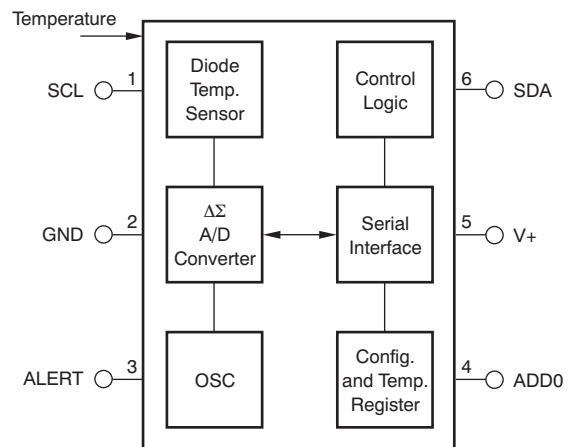 Temperature
SCL
1
Diode
Temp.
Sensor
Control
Logic
6
SDA
GND
2
ΔΣ
A/D
Converter
Serial
Interface
5
V+
ALERT
3
OSC
Config.
and Temp.
Register
4
ADD0